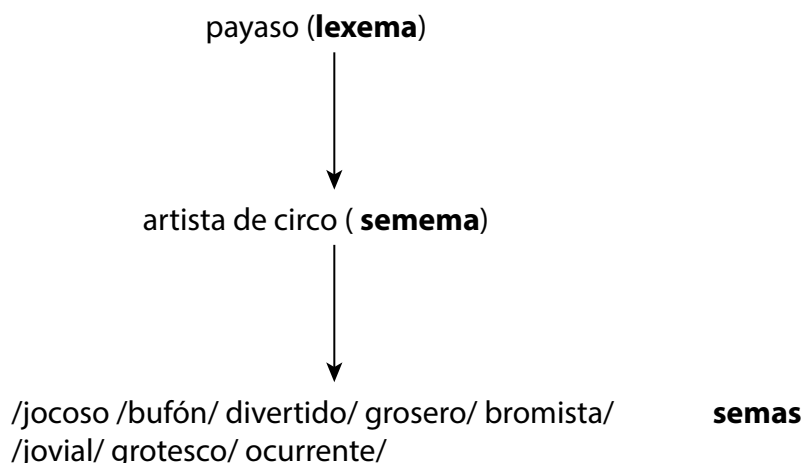 payaso (lexema)
artista de circo ( semema)
/jocoso /bufón/ divertido/ grosero/ bromista/ semas
/jovial/ grotesco/ ocurrente/